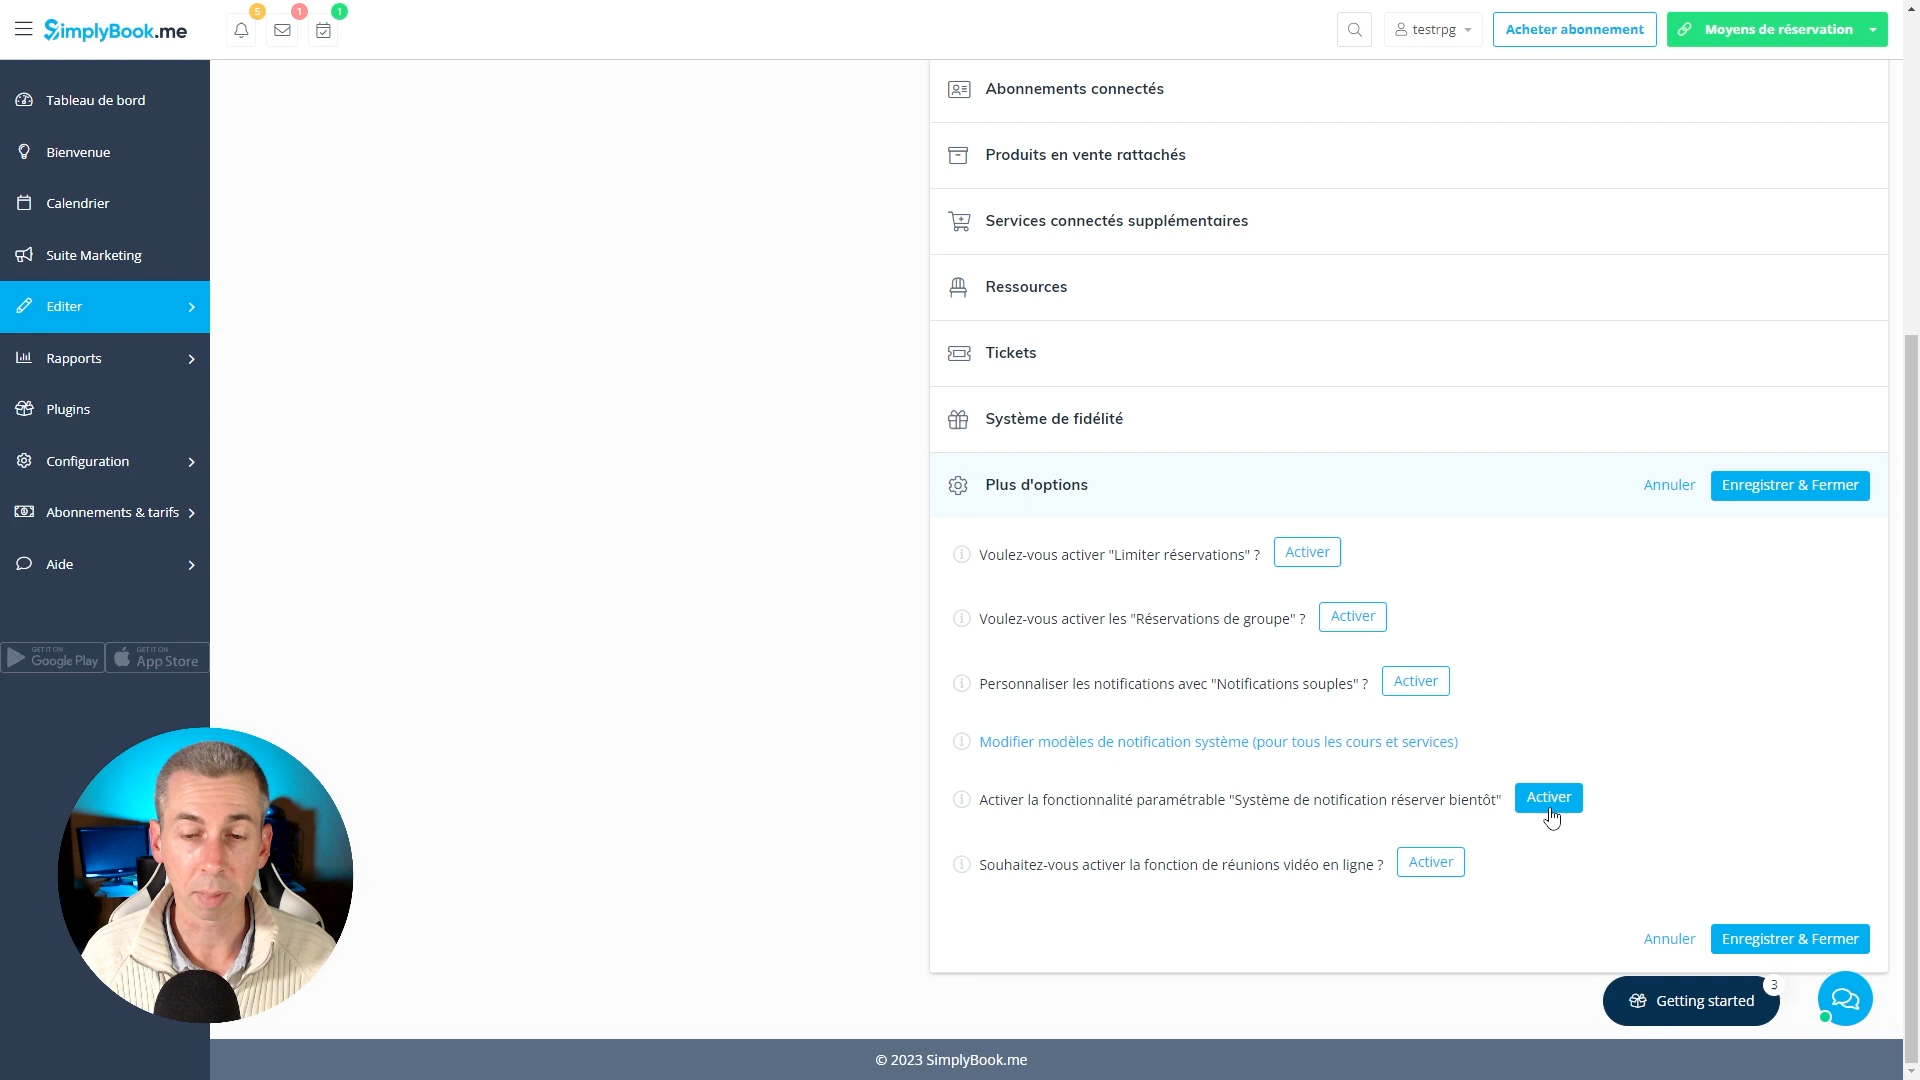 SimplyBook.me
5
1
1
testrpg
Acheter abonnement
Moyens de réservation
Tableau de bord
Bienvenue
Calendrier
Suite Marketing
Editer
Rapports
Plugins
Configuration
Abonnements & tarifs
Aide
GET IT ON
Google Play
GET IT ON
App Store
Abonnements connectés
Produits en vente rattachés
Services connectés supplémentaires
Ressources
Tickets
Système de fidélité
Plus d'options
Annuler
Enregistrer & Fermer
Voulez-vous activer "Limiter réservations" ?
Activer
Voulez-vous activer les "Réservations de groupe" ?
Activer
Personnaliser les notifications avec "Notifications souples" ?
Activer
Modifier modèles de notification système (pour tous les cours et services)
Activer la fonctionnalité paramétrable "Système de notification réserver bientôt"
Activer
Souhaitez-vous activer la fonction de réunions vidéo en ligne ?
Activer
Annuler
Enregistrer & Fermer
Getting started
3
© 2023 SimplyBook.me